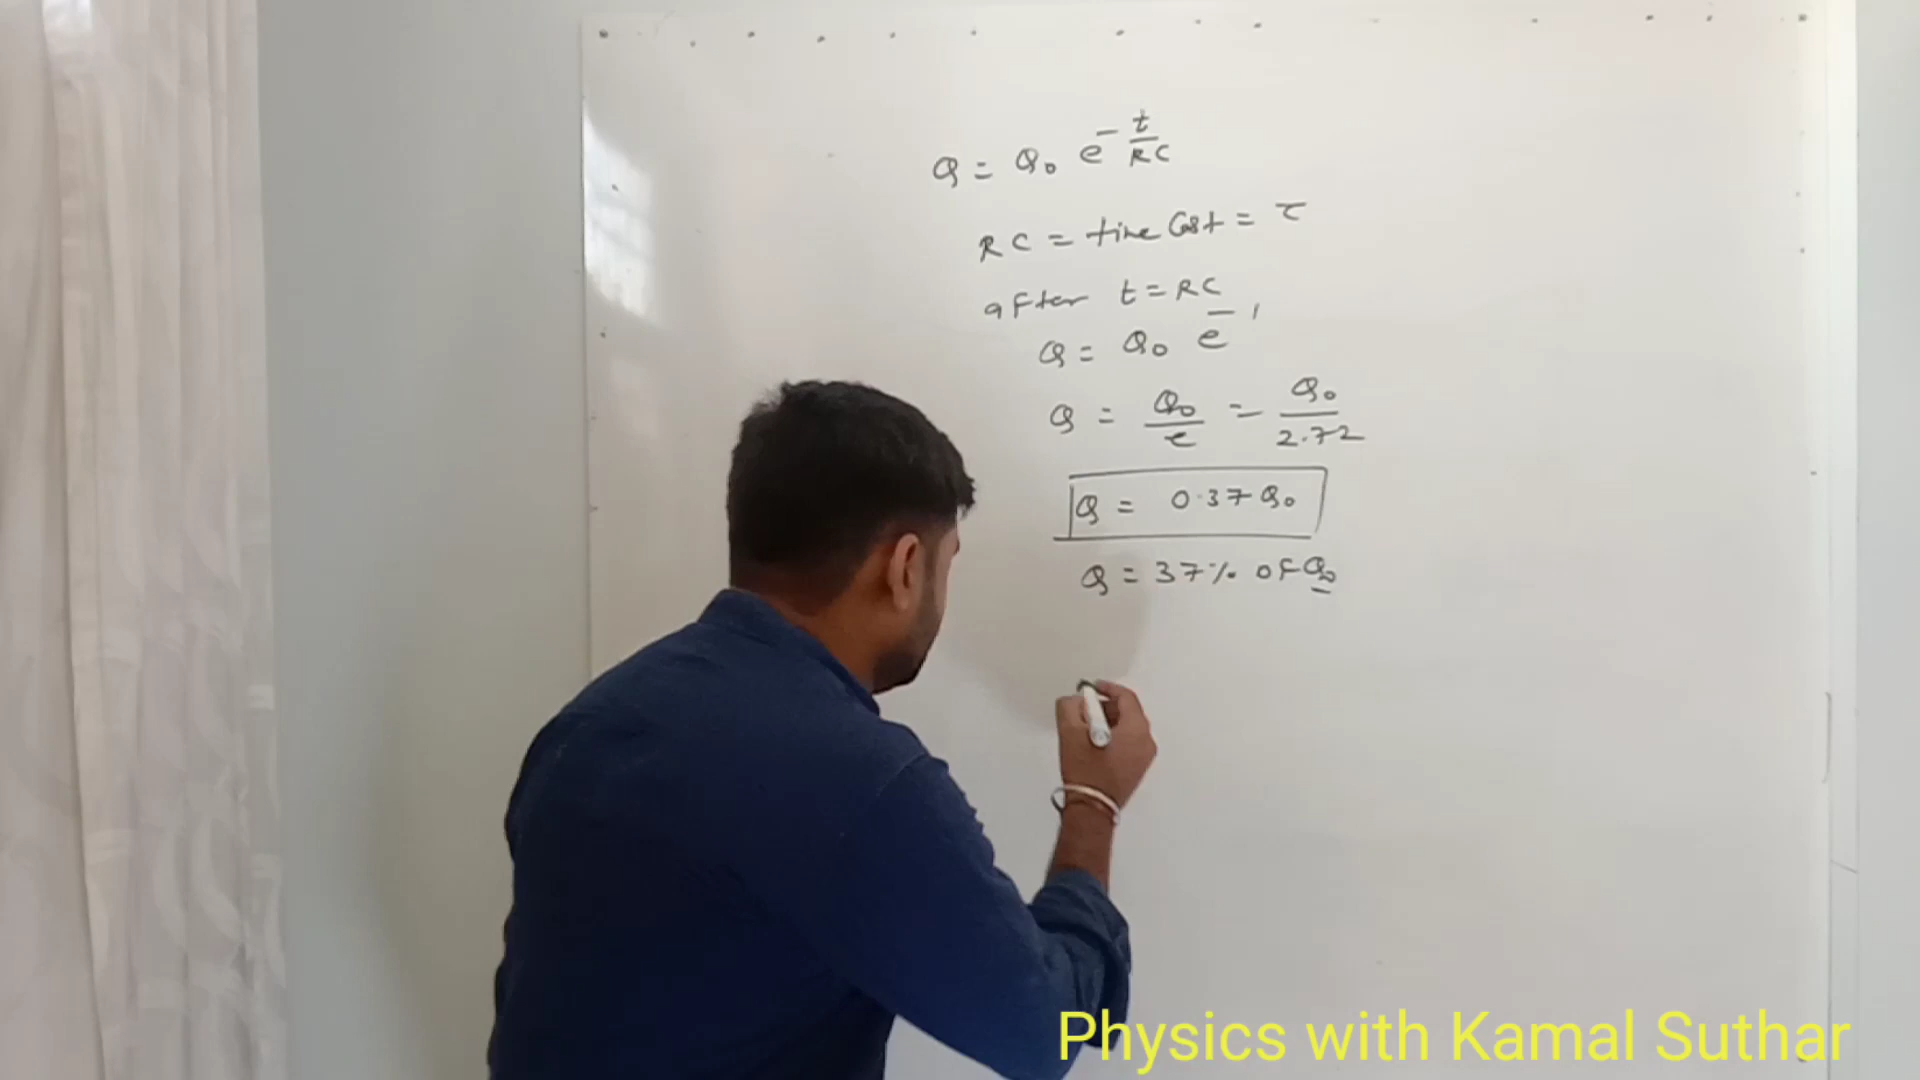 Q = Q₀ e^(-t/RC)
RC = time Cost = τ
after t = RC
Q = Q₀ e^-1
Q = Q₀/e = Q₀/2.72
Q = 0.37 Q₀
Q = 37% of Q₀
Physics with Kamal Suthar